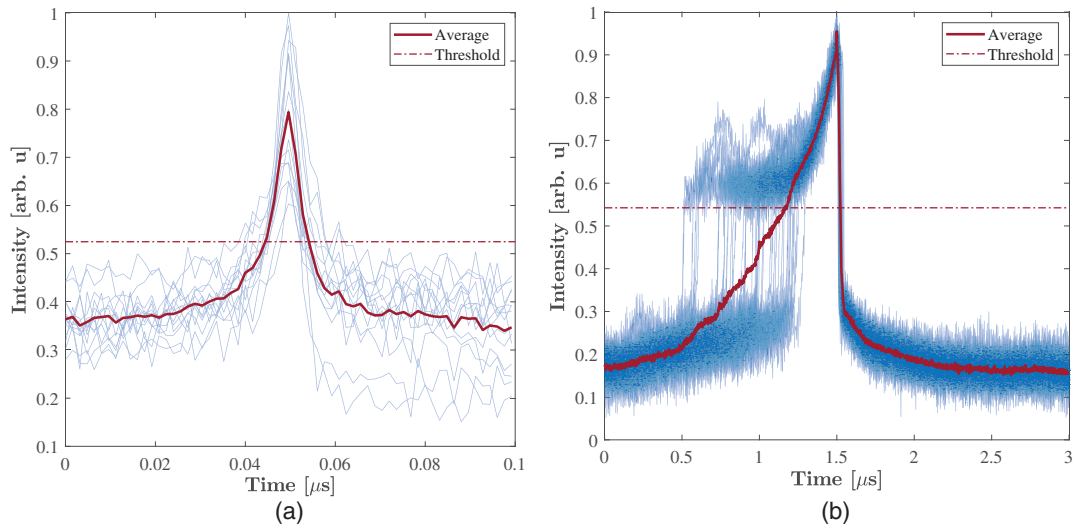 1
0.9
0.8
0.7
0.6
0.5
0.4
0.3
0.2
0.1
Intensity [arb. u]
0 0.02 0.04 0.06 0.08 0.1
Time [μs]
Average
Threshold
(a)
1
0.9
0.8
0.7
0.6
0.5
0.4
0.3
0.2
0.1
0
Intensity [arb. u]
0 0.5 1 1.5 2 2.5 3
Time [μs]
Average
Threshold
(b)